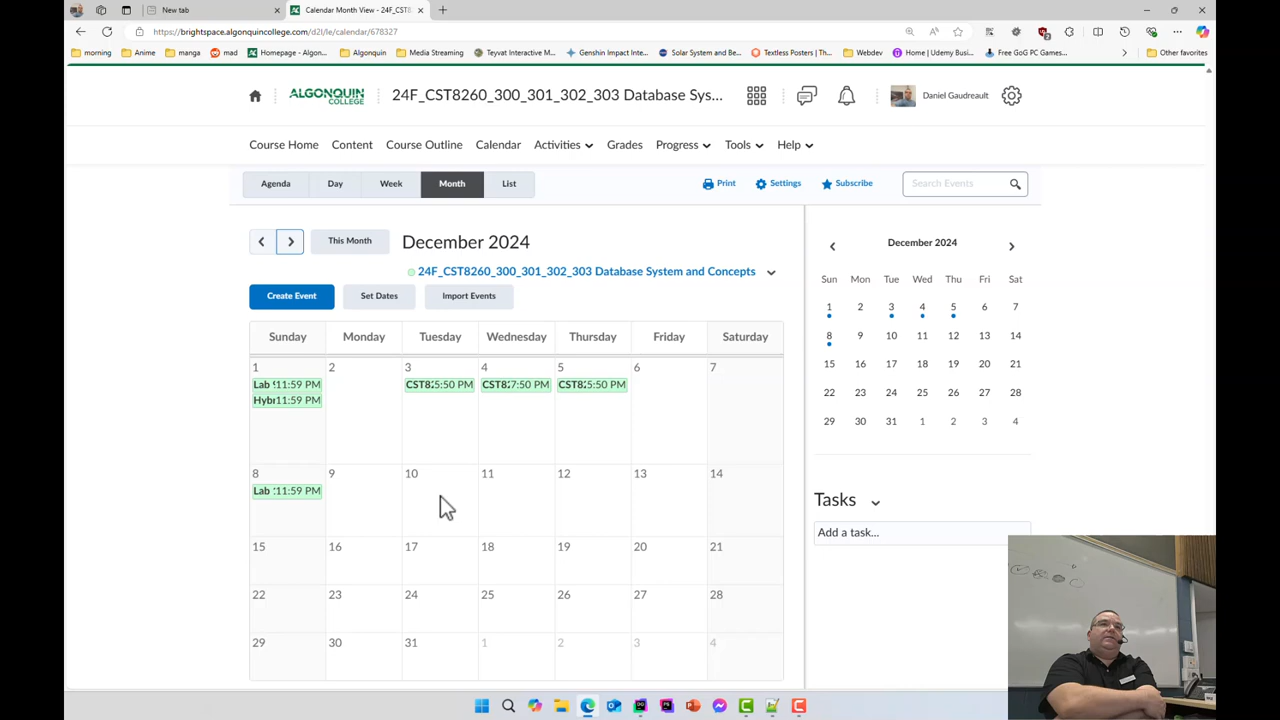 New tab
Calendar Month View - 24F_CST8
https://brightspace.algonquincollege.com/d2l/le/calendar/678327
morning
Anime
manga
mad
Homepage - Algon...
Algonquin
Media Streaming
Teyvat Interactive M...
Genshin Impact Inte...
Solar System and Be...
Textless Posters | Th...
Webdev
Home | Udemy Busi...
Free GoG PC Games...
Other favorites
ALGONQUIN
COLLEGE
24F_CST8260_300_301_302_303 Database Sys...
Daniel Gaudreault
Course Home
Content
Course Outline
Calendar
Activities
Grades
Progress
Tools
Help
Agenda
Day
Week
Month
List
Print
Settings
Subscribe
Search Events
This Month
December 2024
24F_CST8260_300_301_302_303 Database System and Concepts
Create Event
Set Dates
Import Events
Sunday Monday Tuesday Wednesday Thursday Friday Saturday
1 2 3 4 5 6 7
Lab 11:59 PM CST8 5:50 PM CST8 7:50 PM CST8 5:50 PM
Hybr 11:59 PM
8 9 10 11 12 13 14
Lab 11:59 PM
15 16 17 18 19 20 21
22 23 24 25 26 27 28
29 30 31 1 2 3 4
December 2024
Sun Mon Tue Wed Thu Fri Sat
1 2 3 4 5 6 7
8 9 10 11 12 13 14
15 16 17 18 19 20 21
22 23 24 25 26 27 28
29 30 31 1 2 3 4
Tasks
Add a task...